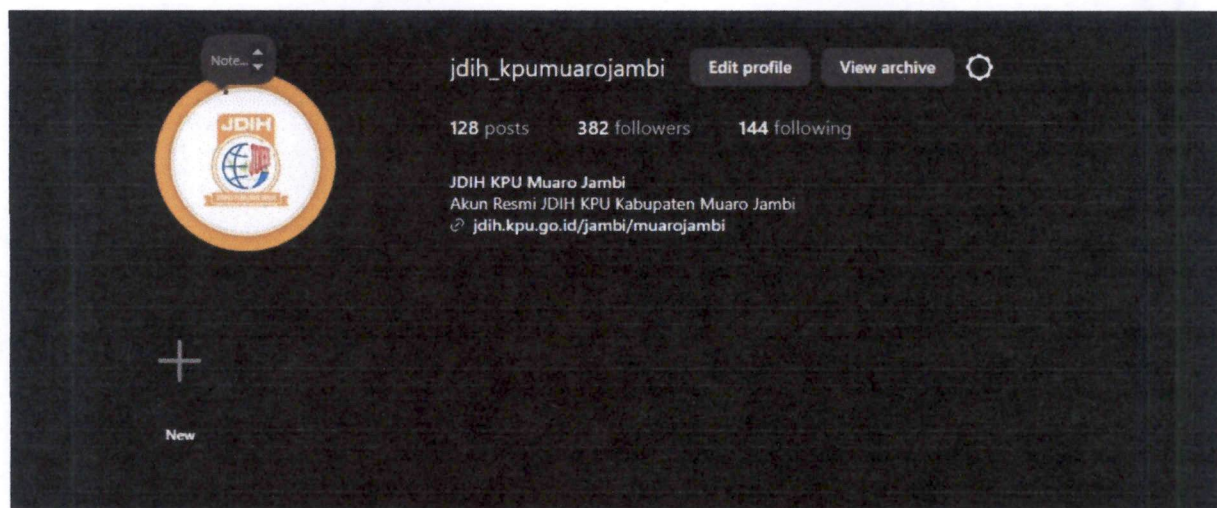 Note...
jdih_kpumuarojambi Edit profile View archive
128 posts 382 followers 144 following
JDIH KPU Muaro Jambi
Akun Resmi JDIH KPU Kabupaten Muaro Jambi
jdih.kpu.go.id/jambi/muarojambi
JDIH
New